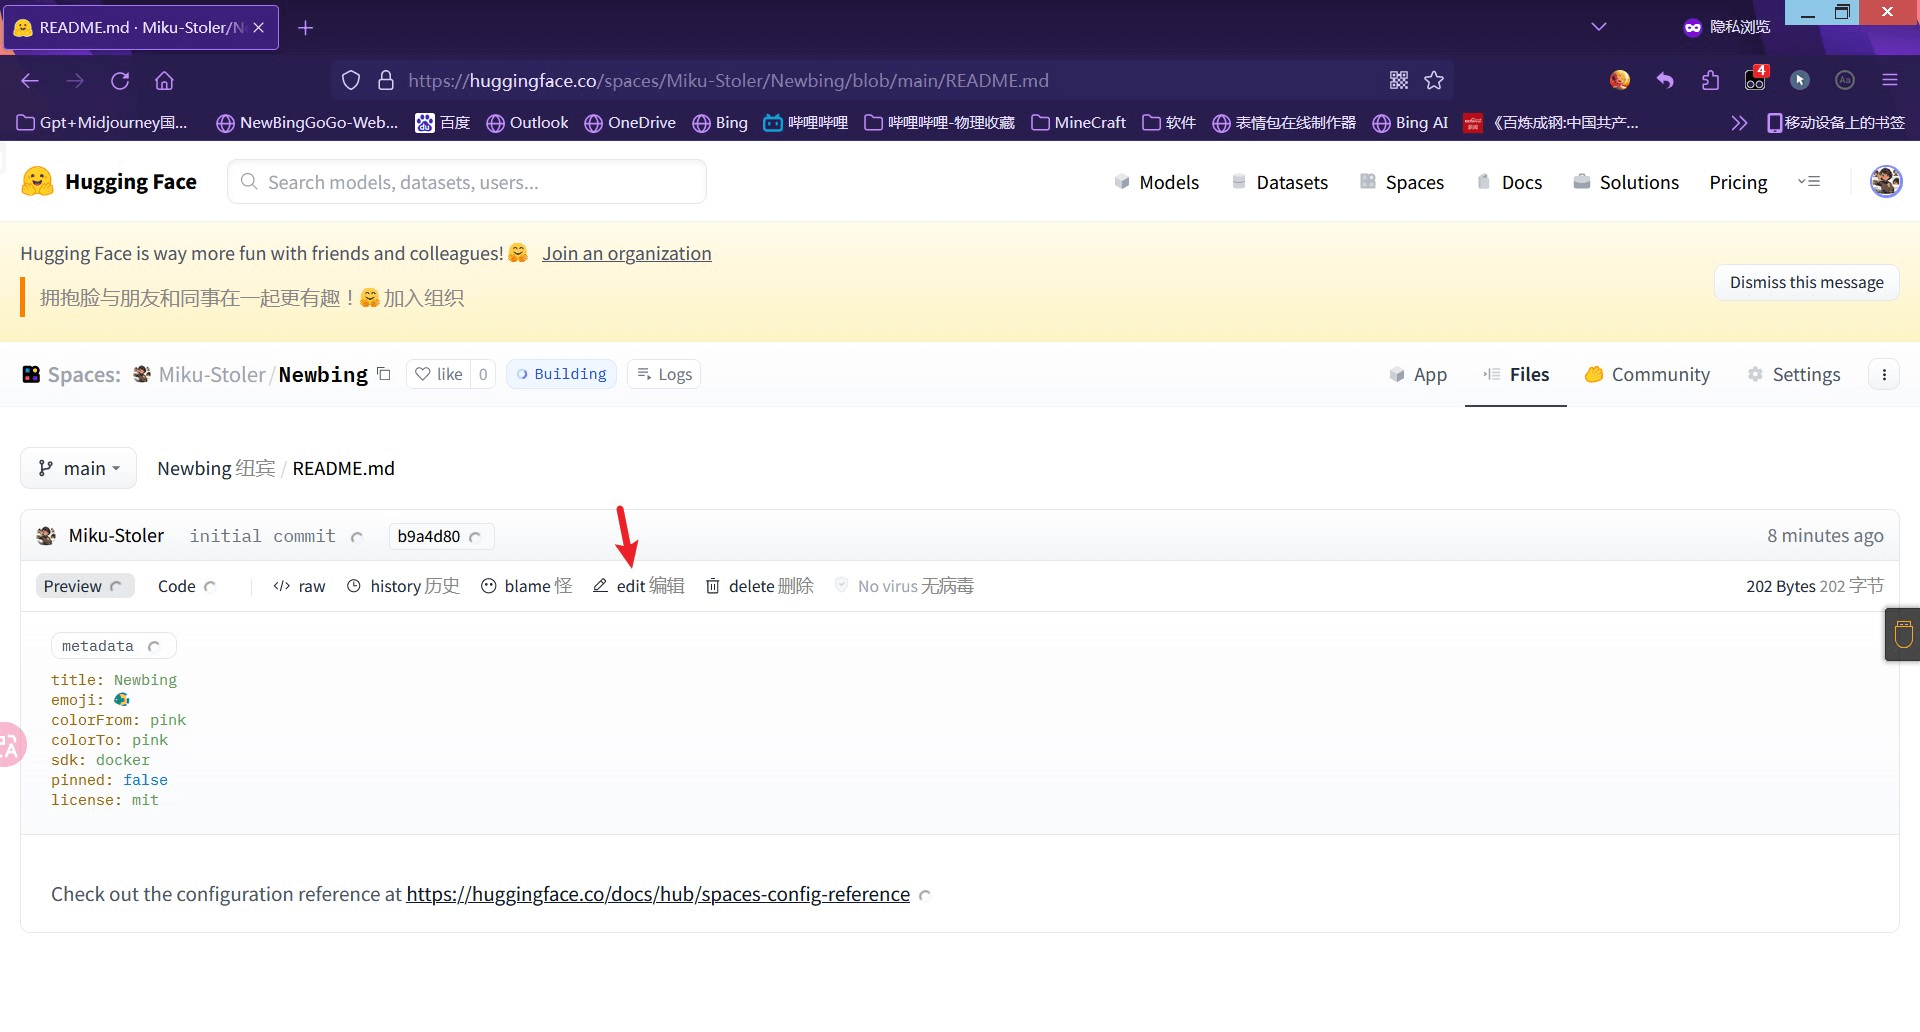 README.md · Miku-Stoler/N
隐私浏览
https://huggingface.co/spaces/Miku-Stoler/Newbing/blob/main/README.md
4
Gpt+Midjourney国... NewBingGoGo-Web... 百度 Outlook OneDrive Bing 哔哩哔哩 哔哩哔哩-物理收藏 MineCraft 软件 表情包在线制作器 Bing AI 《百炼成钢:中国共产... 移动设备上的书签
Hugging Face Search models, datasets, users... Models Datasets Spaces Docs Solutions Pricing
Hugging Face is way more fun with friends and colleagues! 🤗 Join an organization
拥抱脸与朋友和同事在一起更有趣！🤗 加入组织
Dismiss this message
Spaces: Miku-Stoler/Newbing like 0 Building Logs App Files Community Settings
main Newbing 纽宾 / README.md
Miku-Stoler initial commit b9a4d80 8 minutes ago
Preview Code raw history 历史 blame 怪 edit 编辑 delete 删除 No virus 无病毒 202 Bytes 202 字节
metadata
title: Newbing
emoji: 🐠
colorFrom: pink
colorTo: pink
sdk: docker
pinned: false
license: mit
Check out the configuration reference at https://huggingface.co/docs/hub/spaces-config-reference